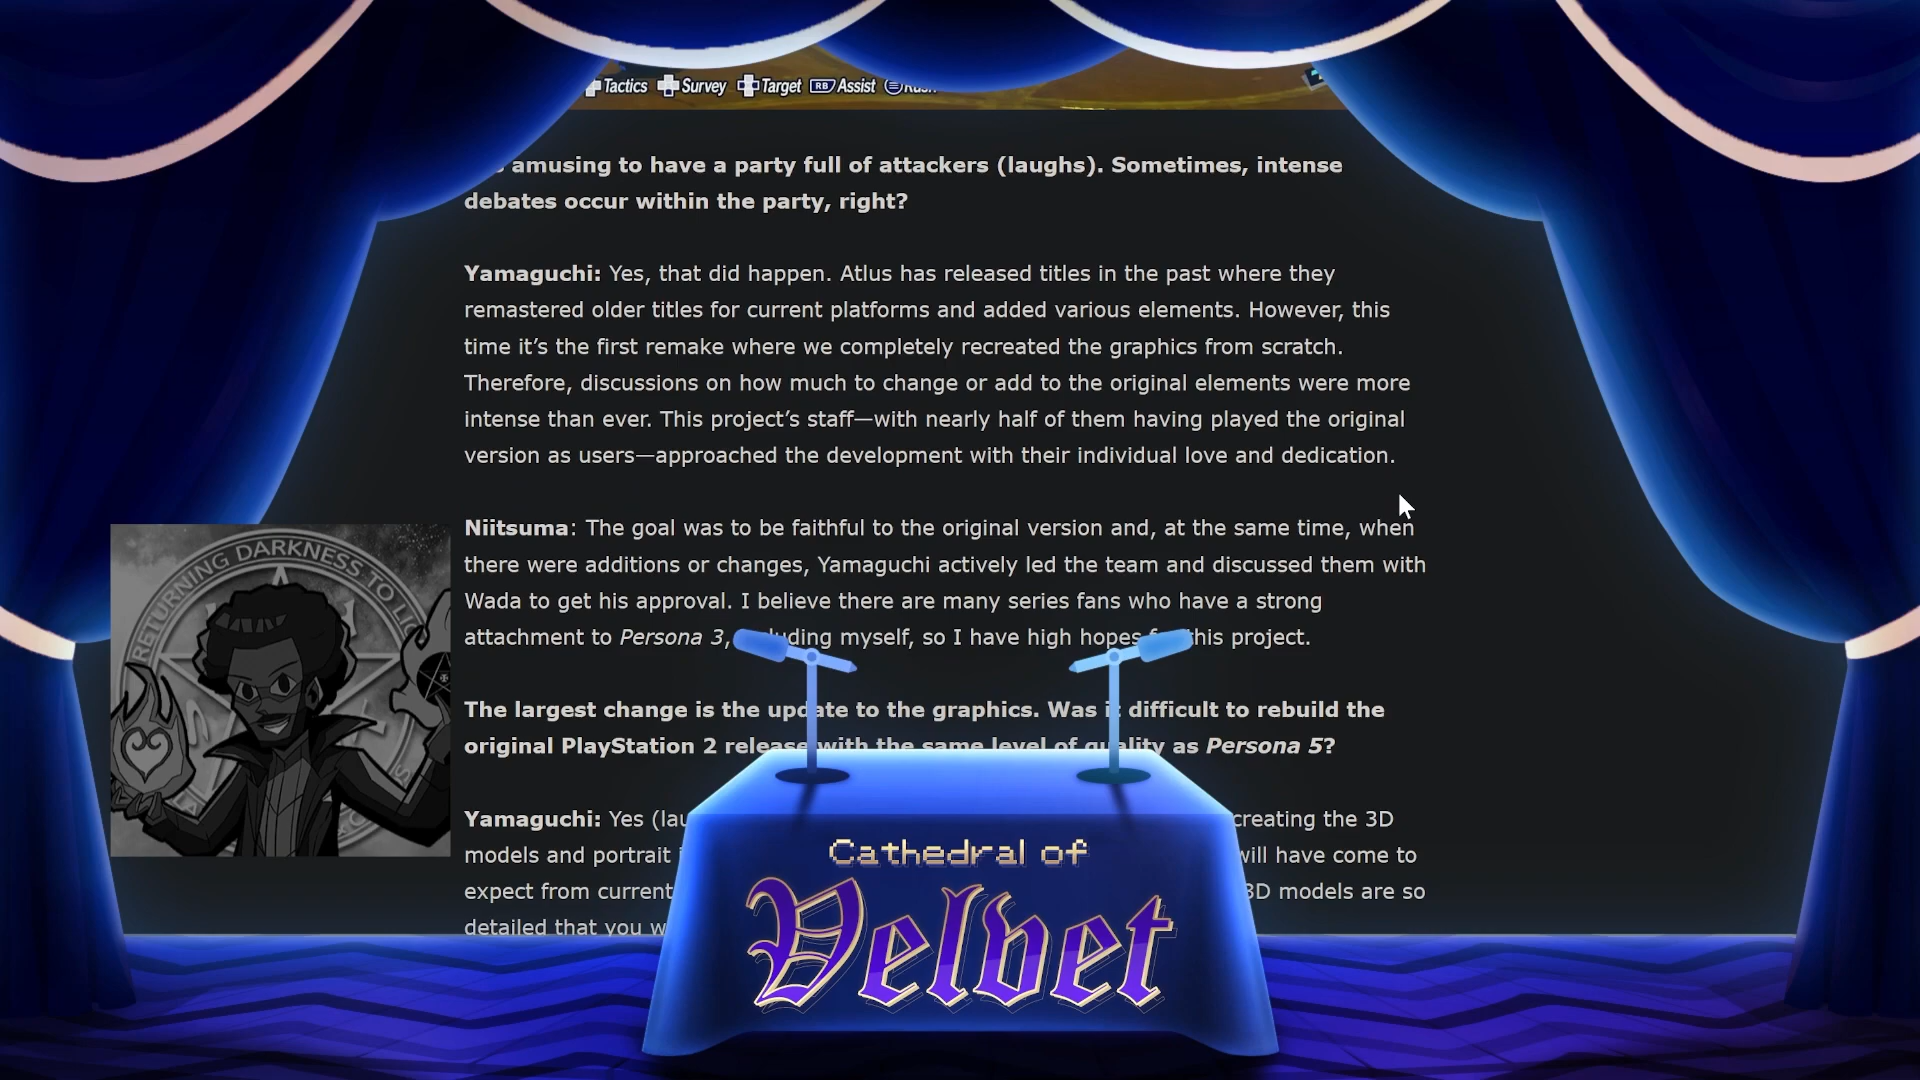 Tactics Survey Target RB Assist
amusing to have a party full of attackers (laughs). Sometimes, intense
debates occur within the party, right?
Yamaguchi: Yes, that did happen. Atlus has released titles in the past where they
remastered older titles for current platforms and added various elements. However, this
time it’s the first remake where we completely recreated the graphics from scratch.
Therefore, discussions on how much to change or add to the original elements were more
intense than ever. This project’s staff—with nearly half of them having played the original
version as users—approached the development with their individual love and dedication.
Niitsuma: The goal was to be faithful to the original version and, at the same time, when
there were additions or changes, Yamaguchi actively led the team and discussed them with
Wada to get his approval. I believe there are many series fans who have a strong
attachment to Persona 3, myself, so I have high hopes this project.
The largest change is the update to the graphics. Was it difficult to rebuild the
original PlayStation 2 release with the same level of quality as Persona 5?
Yamaguchi: Yes creating the 3D
models and portrait will have come to
expect from current 3D models are so
detailed that you
RETURNING DARKNESS TO
Cathedral of
Velvet